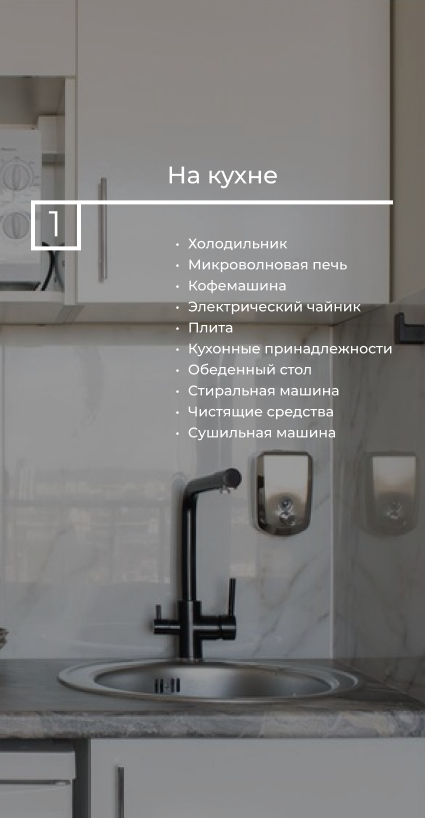 На кухне
1
• Холодильник
• Микроволновая печь
• Кофемашина
• Электрический чайник
• Плита
• Кухонные принадлежности
• Обеденный стол
• Стиральная машина
• Чистящие средства
• Сушильная машина